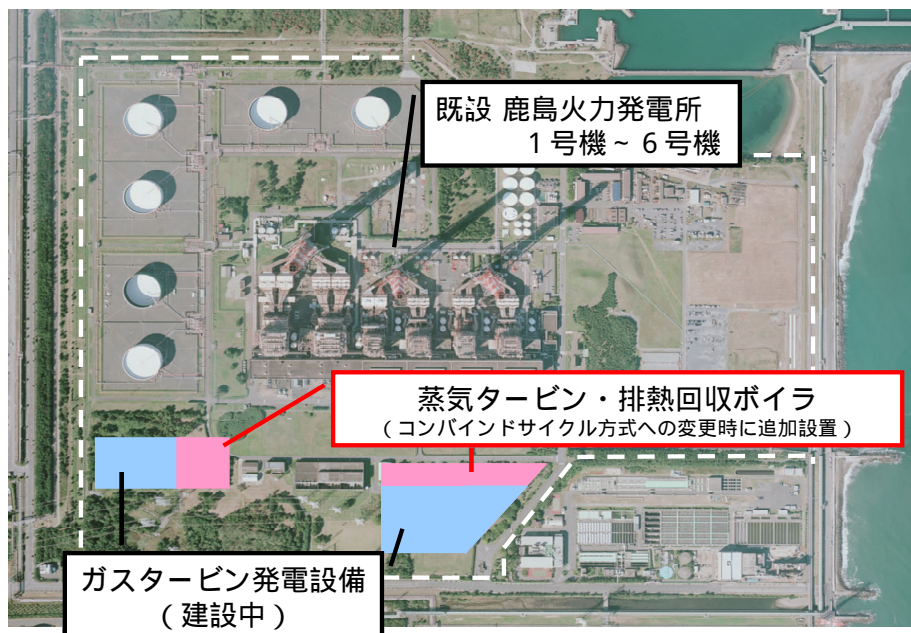 既設 鹿島火力発電所
1号機~6号機
蒸気タービン・排熱回収ボイラ
(コンバインドサイクル方式への変更時に追加設置)
ガスタービン発電設備
(建設中)